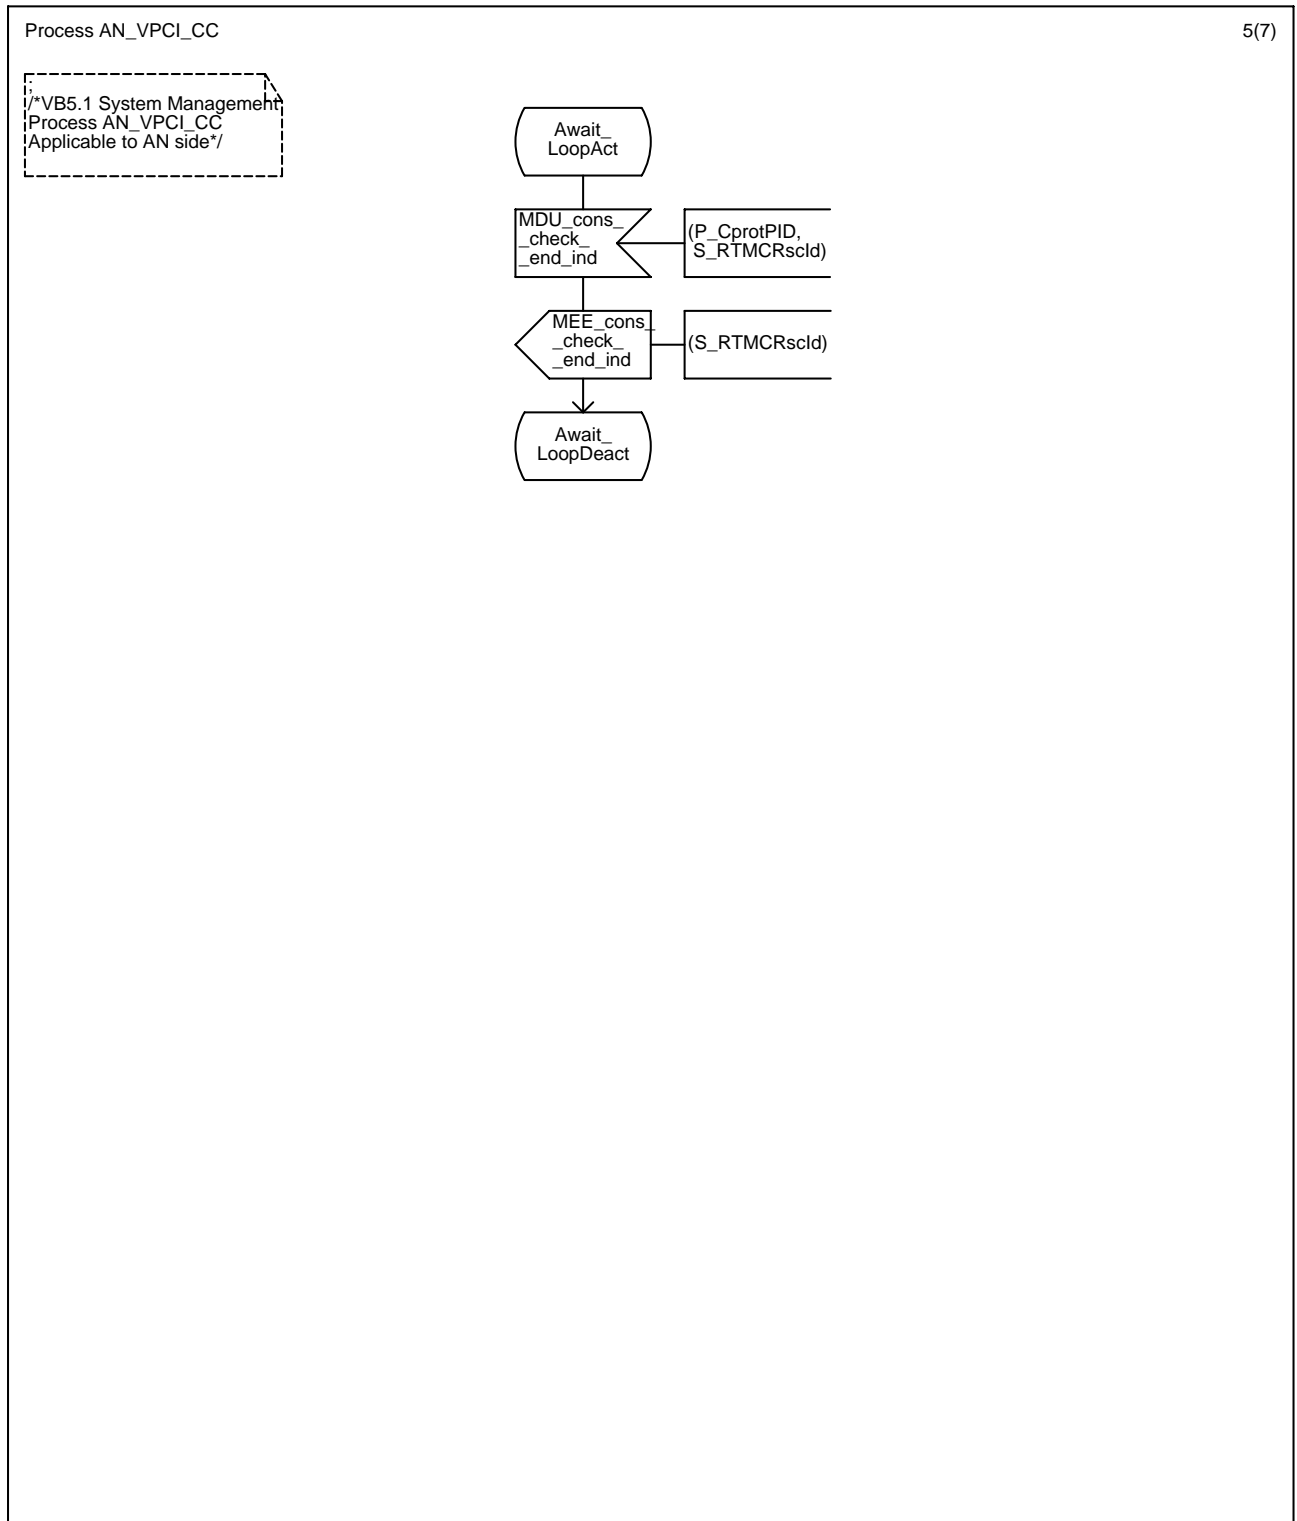 Process AN_VPCI_CC
5(7)
;
/*VB5.1 System Management
Process AN_VPCI_CC
Applicable to AN side*/
Await_
LoopAct
MDU_cons_
_check_
_end_ind
(P_CprotPID,
S_RTMCRscId)
MEE_cons_
_check_
_end_ind
(S_RTMCRscId)
Await_
LoopDeact